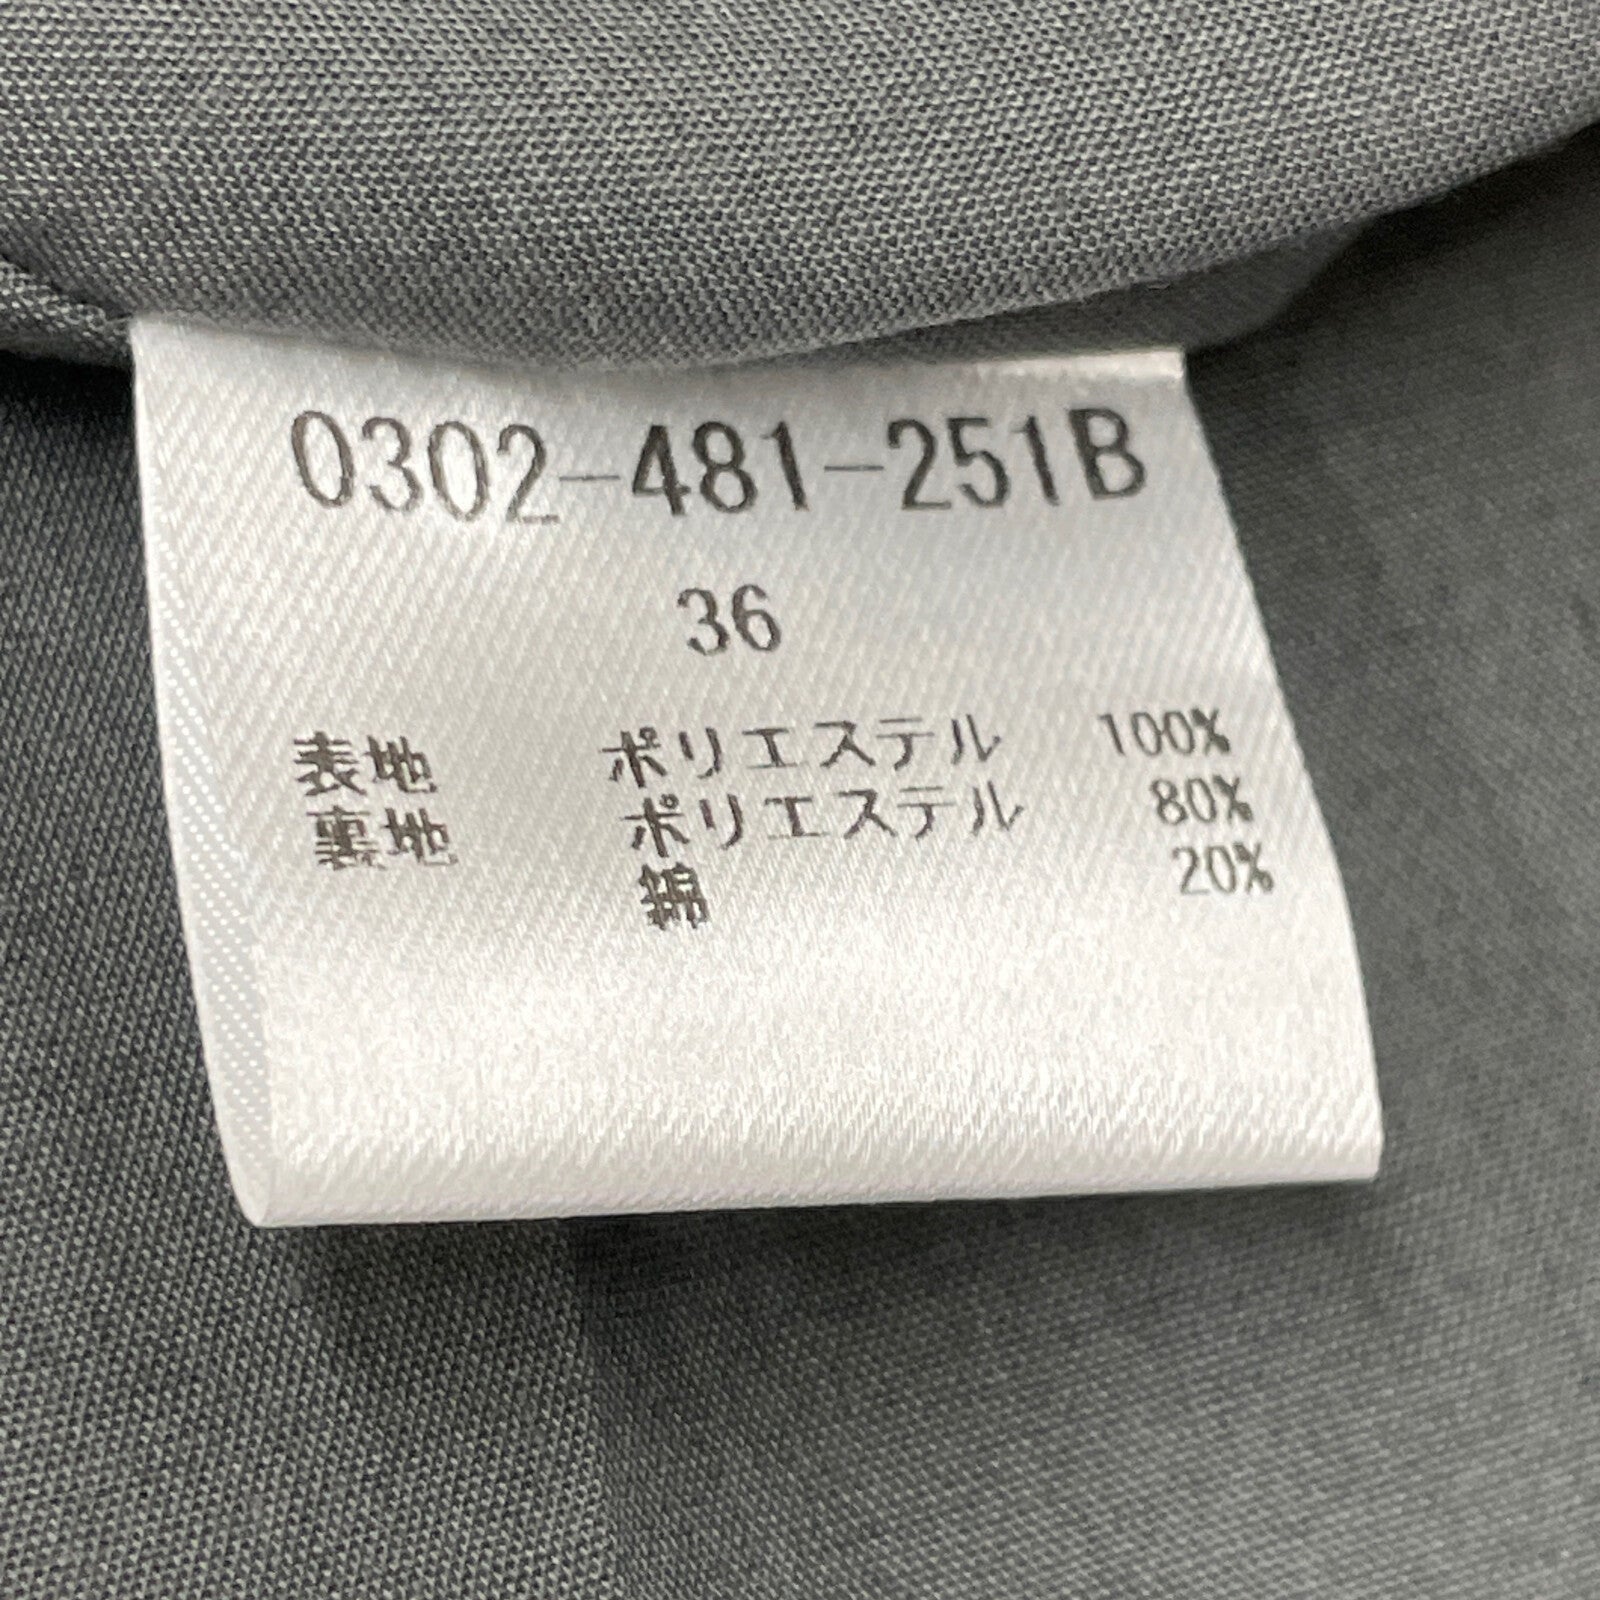 0302-481-251B
36
表地 ポリエステル 100%
裏地 ポリエステル 80%
綿 20%